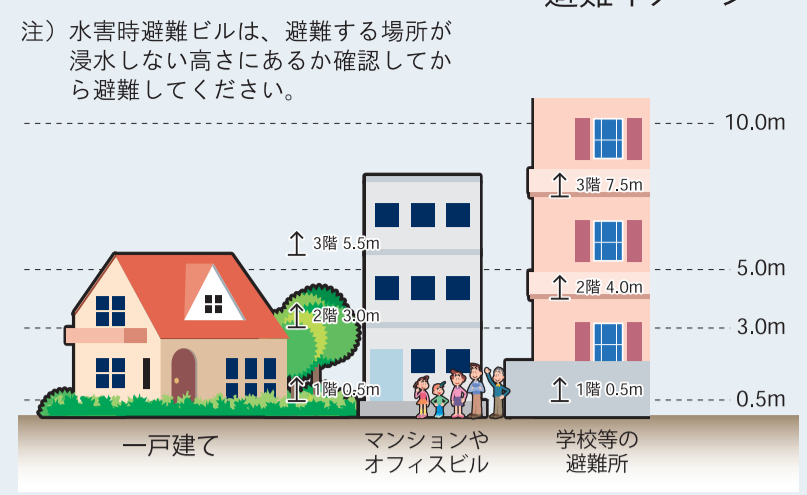 注）水害時避難ビルは、避難する場所が
浸水しない高さにあるか確認してか
ら避難してください。
10.0m
3階 7.5m
3階 5.5m
5.0m
2階 4.0m
2階 3.0m
3.0m
1階 0.5m
1階 0.5m
0.5m
一戸建て
マンションや
オフィスビル
学校等の
避難所